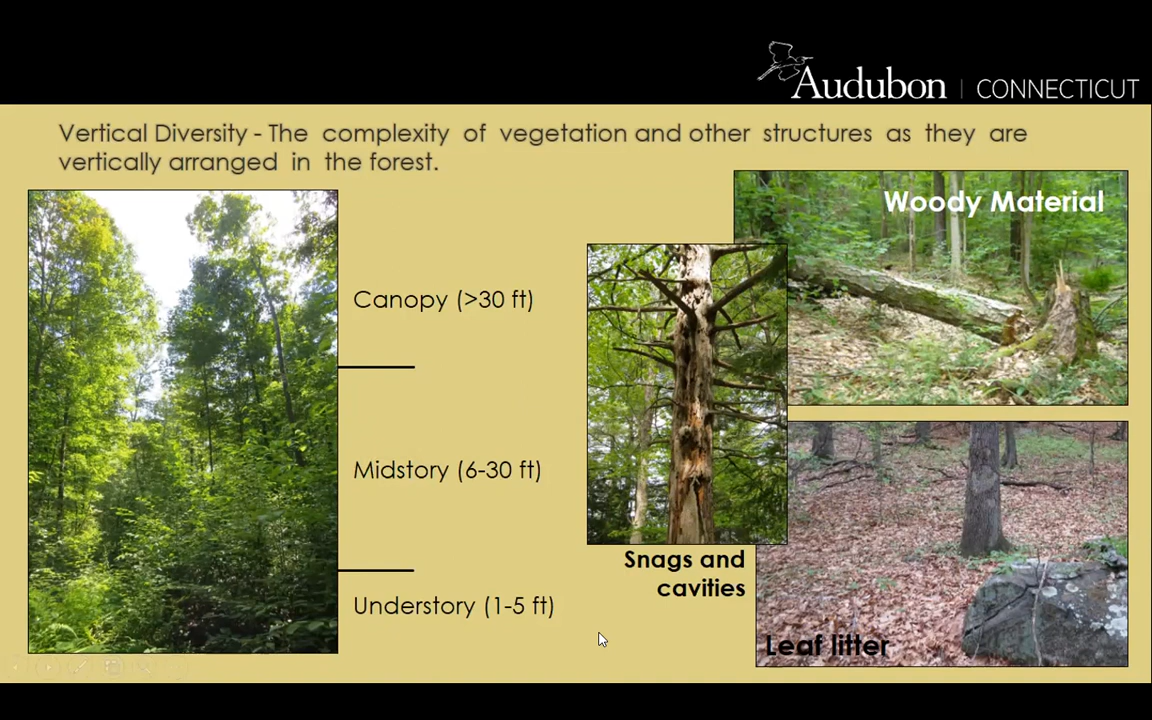 Audubon | CONNECTICUT
Vertical Diversity - The complexity of vegetation and other structures as they are
vertically arranged in the forest.
Woody Material
Canopy (>30 ft)
Midstory (6-30 ft)
Snags and
cavities
Understory (1-5 ft)
Leaf litter